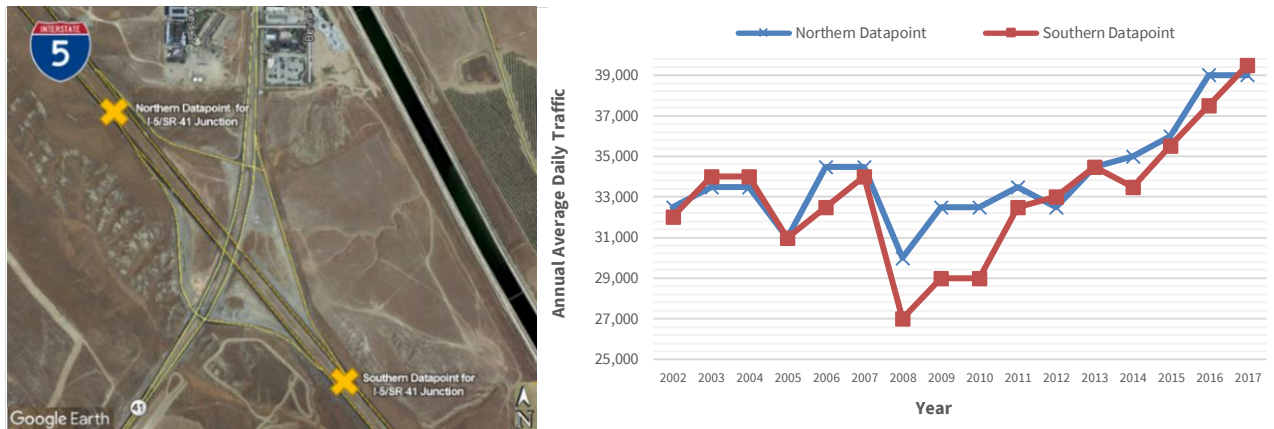 INTERSTATE
5
Northern Datapoint for
I-5/SR-41 Junction
Southern Datapoint for
I-5/SR-41 Junction
41
Google Earth
N
Northern Datapoint
Southern Datapoint
Annual Average Daily Traffic
39,000
37,000
35,000
33,000
31,000
29,000
27,000
25,000
2002 2003 2004 2005 2006 2007 2008 2009 2010 2011 2012 2013 2014 2015 2016 2017
Year